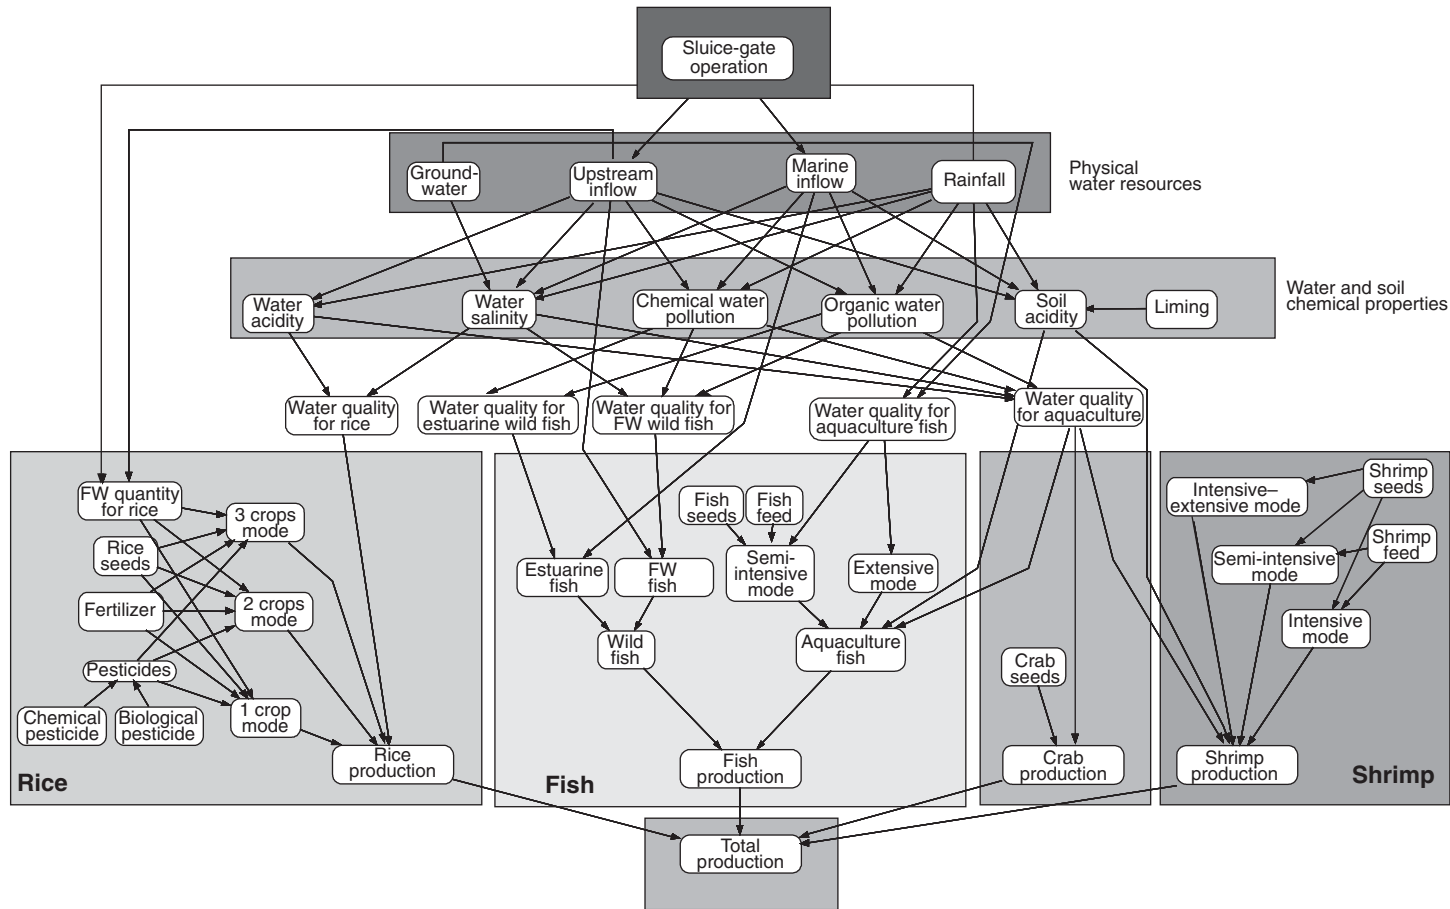 Sluice-gate
operation
Physical
water resources
Ground-
water
Upstream
inflow
Marine
inflow
Rainfall
Water and soil
chemical properties
Water
acidity
Water
salinity
Chemical water
pollution
Organic water
pollution
Soil
acidity
Liming
Water quality
for rice
Water quality for
estuarine wild fish
Water quality for
FW wild fish
Water quality for
aquaculture fish
Water quality
for aquaculture
FW quantity
for rice
3 crops
mode
Rice
seeds
Fertilizer
2 crops
mode
Pesticides
Chemical
pesticide
Biological
pesticide
1 crop
mode
Rice
production
Rice
Fish
seeds
Fish
feed
Estuarine
fish
FW
fish
Semi-
intensive
mode
Extensive
mode
Wild
fish
Aquaculture
fish
Fish
production
Fish
Crab
seeds
Crab
production
Intensive–
extensive mode
Shrimp
seeds
Semi-intensive
mode
Shrimp
feed
Intensive
mode
Shrimp
production
Shrimp
Total
production